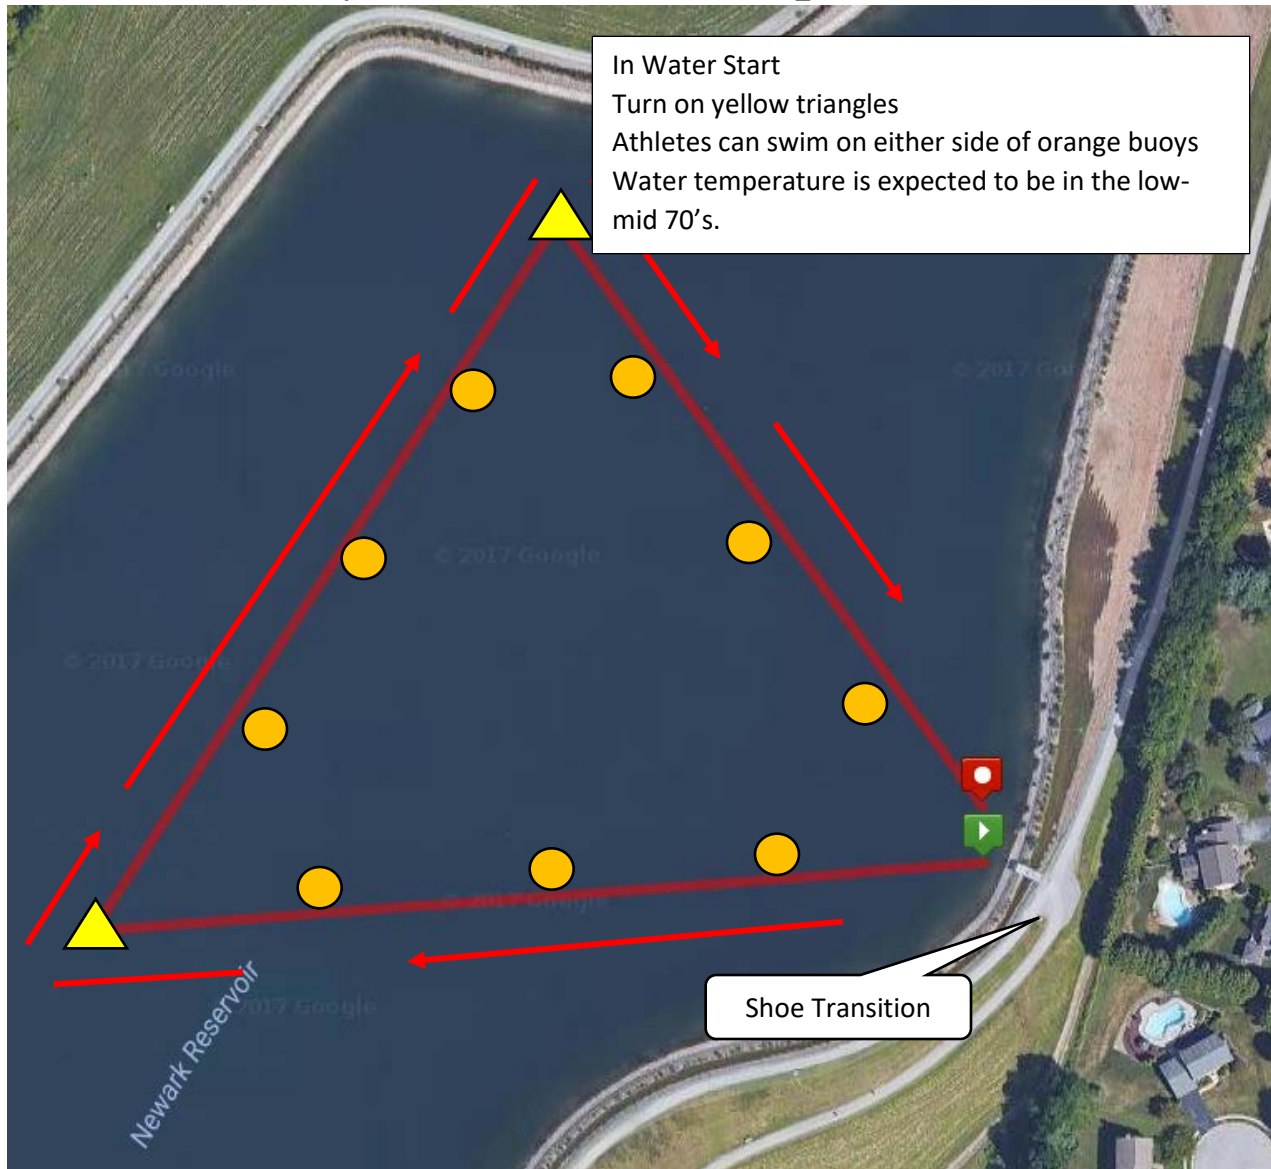 In Water Start
Turn on yellow triangles
Athletes can swim on either side of orange buoys
Water temperature is expected to be in the low-
mid 70’s.
© 2017 Google
© 2017 Google
© 2017 Google
2017 Google
Shoe Transition
Newark Reservoir